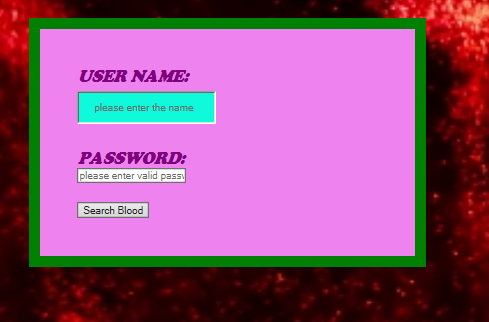 USER NAME:
please enter the name
PASSWORD:
please enter valid passw
Search Blood